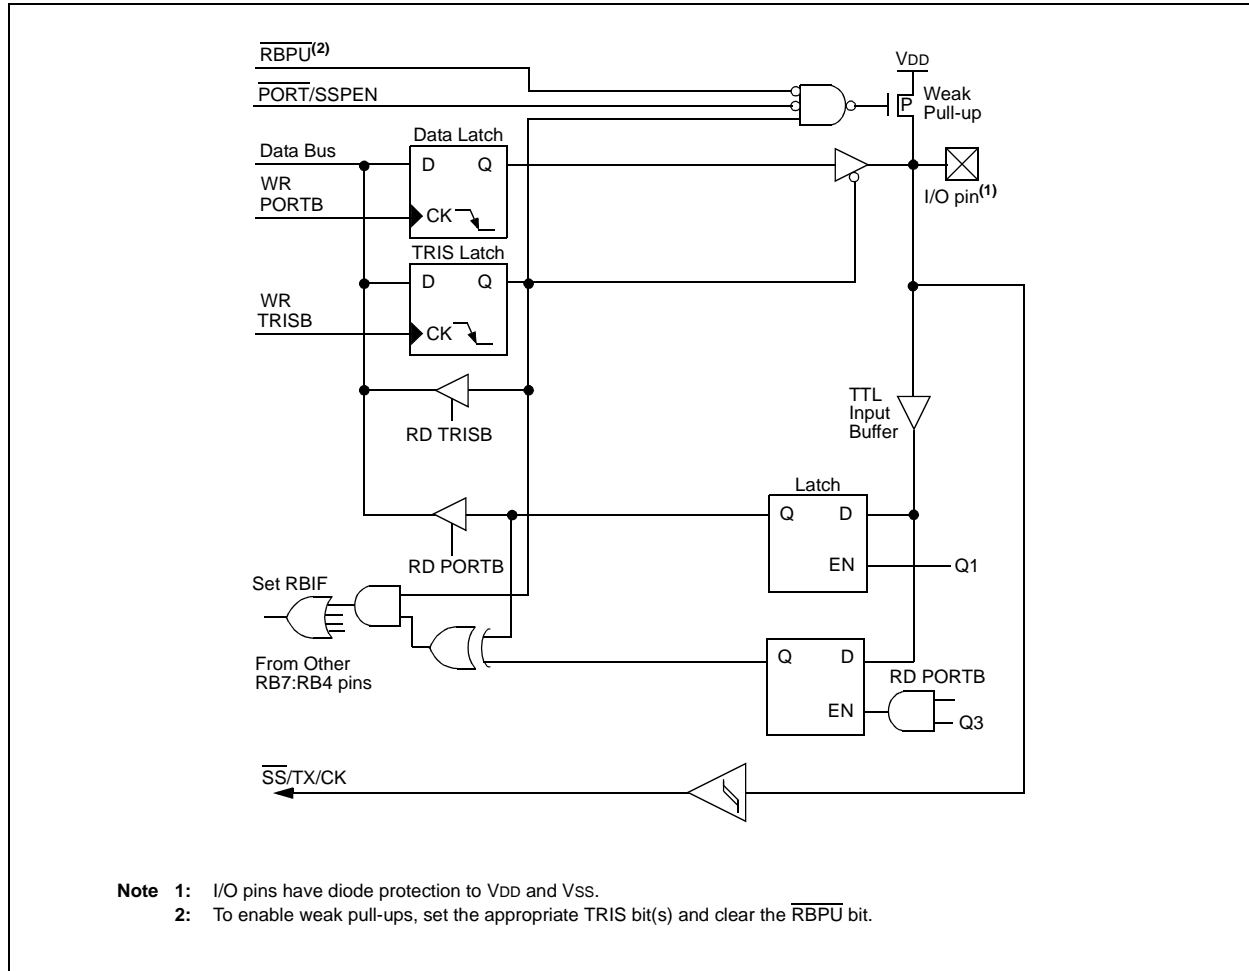 RBPU(2)
PORT/SSPEN
VDD
P
Weak
Pull-up
Data Latch
Data Bus
D Q
WR
PORTB
CK
I/O pin(1)
TRIS Latch
D Q
WR
TRISB
CK
RD TRISB
TTL
Input
Buffer
Latch
Q D
EN
Q1
RD PORTB
Set RBIF
From Other
RB7:RB4 pins
Q D
RD PORTB
EN
Q3
SS/TX/CK
Note 1: I/O pins have diode protection to VDD and VSS.
2: To enable weak pull-ups, set the appropriate TRIS bit(s) and clear the RBPU bit.